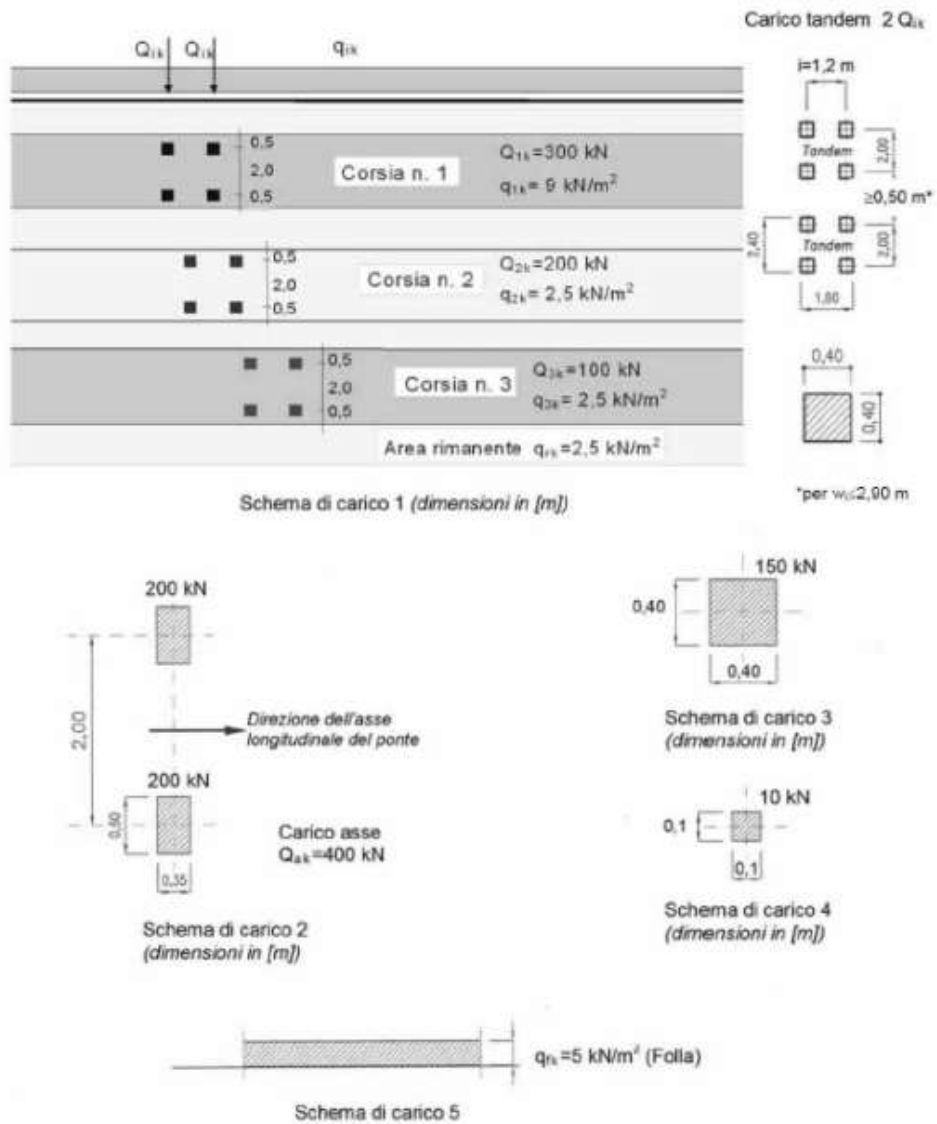 Carico tandem 2 Qik
Qik Qik qik
i=1,2 m
0,5
2,0
0,5
Corsia n. 1
Q1k=300 kN
q1k= 9 kN/m²
Tandem
2,00
≥0,50 m*
0,5
2,0
0,5
Corsia n. 2
Q2k=200 kN
q2k= 2,5 kN/m²
2,40
Tandem
2,00
1,60
0,5
2,0
0,5
Corsia n. 3
Q3k=100 kN
q3k= 2,5 kN/m²
0,40
0,40
Area rimanente qrk=2,5 kN/m²
*per wl≤2,90 m
Schema di carico 1 (dimensioni in [m])
200 kN
2,00
Direzione dell'asse
longitudinale del ponte
200 kN
0,60
0,35
Carico asse
Qak=400 kN
Schema di carico 2
(dimensioni in [m])
150 kN
0,40
0,40
Schema di carico 3
(dimensioni in [m])
10 kN
0,1
0,1
Schema di carico 4
(dimensioni in [m])
qfk=5 kN/m² (Folla)
Schema di carico 5